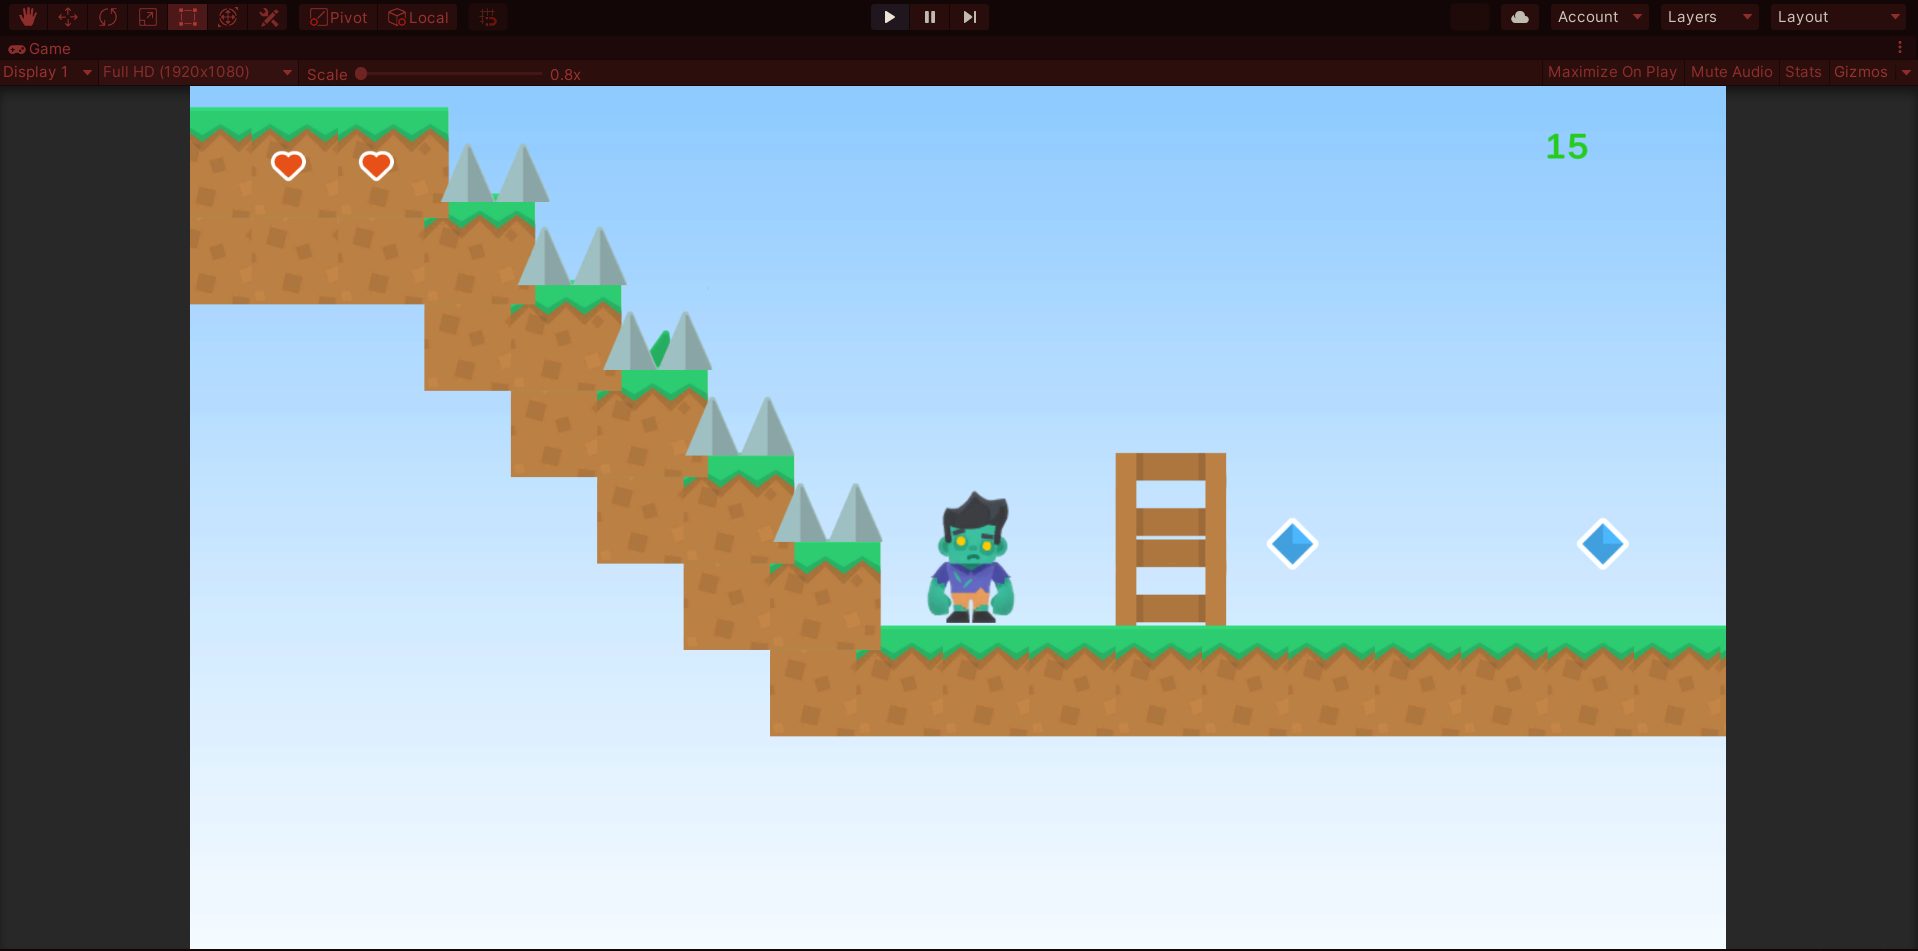 Pivot Local Account Layers Layout
Game
Display 1 Full HD (1920x1080) Scale 0.8x Maximize On Play Mute Audio Stats Gizmos
15